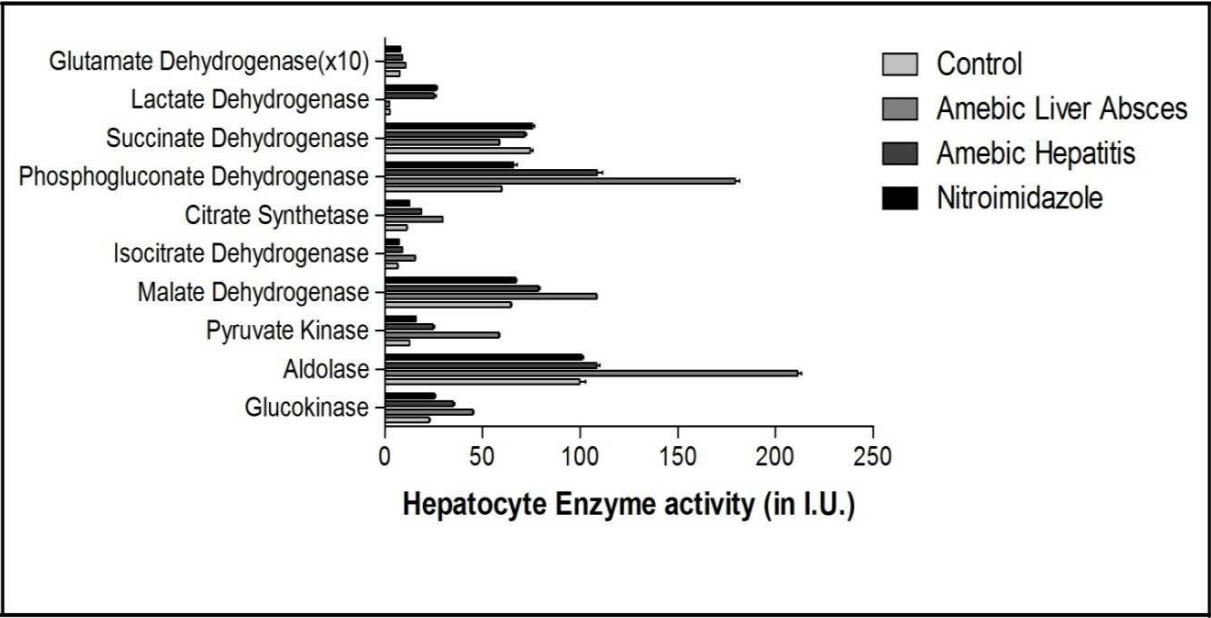 Glutamate Dehydrogenase(x10)
Lactate Dehydrogenase
Succinate Dehydrogenase
Phosphogluconate Dehydrogenase
Citrate Synthetase
Isocitrate Dehydrogenase
Malate Dehydrogenase
Pyruvate Kinase
Aldolase
Glucokinase
0 50 100 150 200 250
Hepatocyte Enzyme activity (in I.U.)
Control
Amebic Liver Absces
Amebic Hepatitis
Nitroimidazole